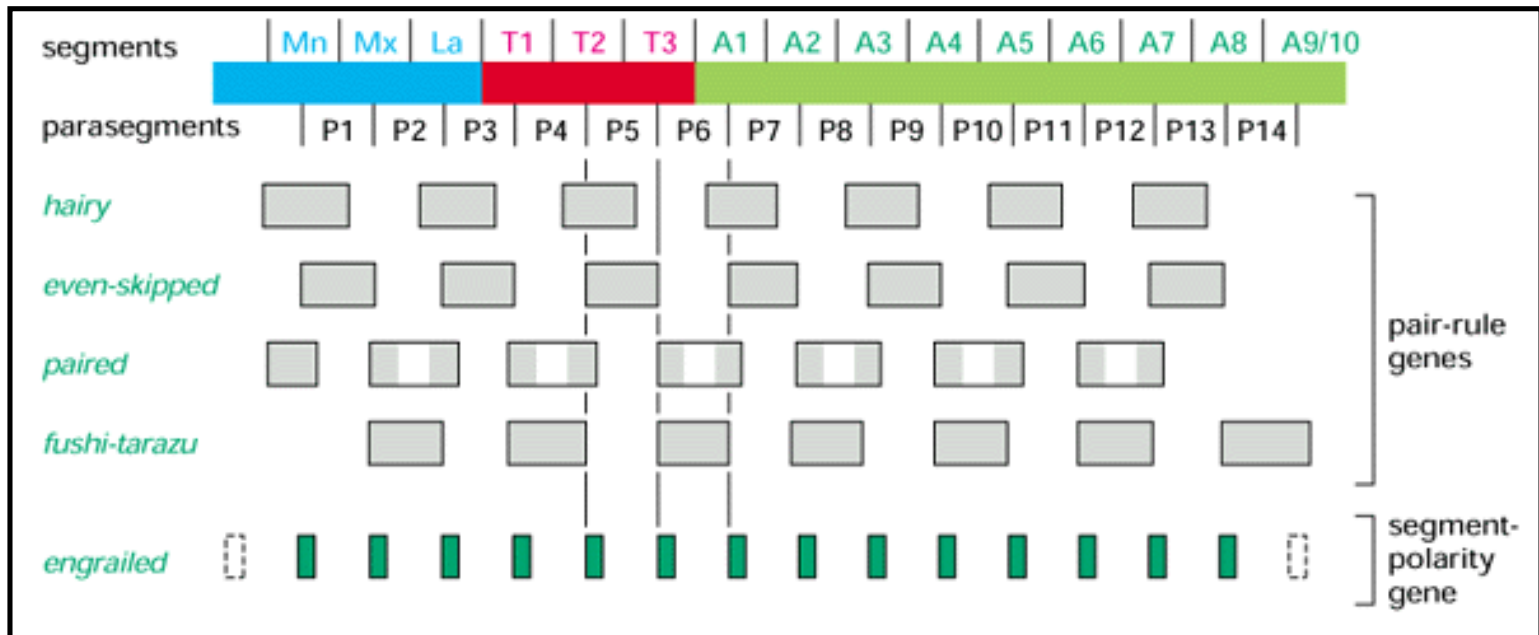 segments Mn Mx La T1 T2 T3 A1 A2 A3 A4 A5 A6 A7 A8 A9/10
parasegments P1 P2 P3 P4 P5 P6 P7 P8 P9 P10 P11 P12 P13 P14
hairy
even-skipped
paired
fushi-tarazu
pair-rule
genes
engrailed
segment-
polarity
gene